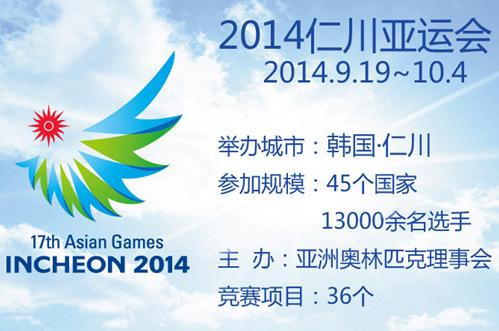 2014仁川亚运会
2014.9.19~10.4
举办城市：韩国·仁川
参加规模：45个国家
13000余名选手
主 办：亚洲奥林匹克理事会
竞赛项目：36个
17th Asian Games
INCHEON 2014